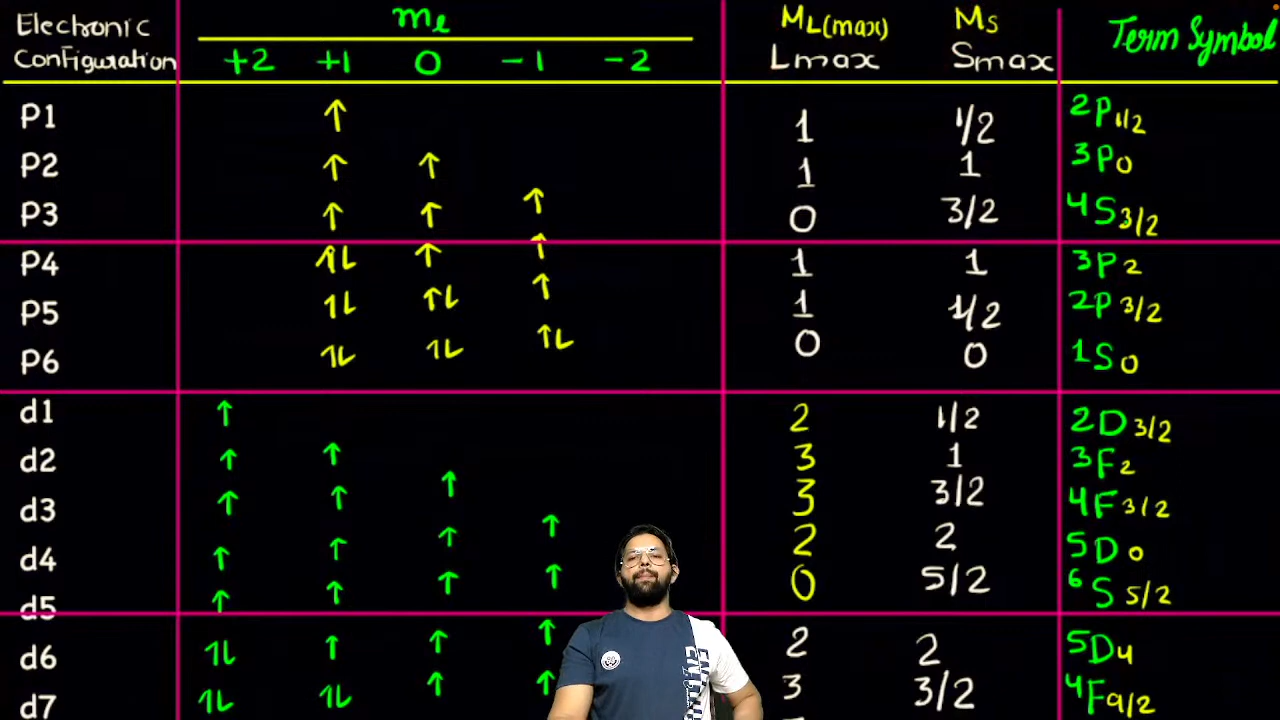 Electronic Configuration mℓ ML(max) Lmax Ms Smax Term Symbol
+2 +1 0 -1 -2
P1 ↑ 1 1/2 2P1/2
P2 ↑ ↑ 1 1 3P0
P3 ↑ ↑ ↑ 0 3/2 4S3/2
P4 ↑⇂ ↑ ↑ 1 1 3P2
P5 ↑⇂ ↑⇂ ↑ 1 1/2 2P3/2
P6 ↑⇂ ↑⇂ ↑⇂ 0 0 1S0
d1 ↑ 2 1/2 2D3/2
d2 ↑ ↑ 3 1 3F2
d3 ↑ ↑ ↑ 3 3/2 4F3/2
d4 ↑ ↑ ↑ ↑ 2 2 5D0
d5 ↑ ↑ ↑ ↑ 0 5/2 6S5/2
d6 ↑⇂ ↑ ↑ ↑ 2 2 5D4
d7 ↑⇂ ↑⇂ ↑ ↑ 3 3/2 4F9/2